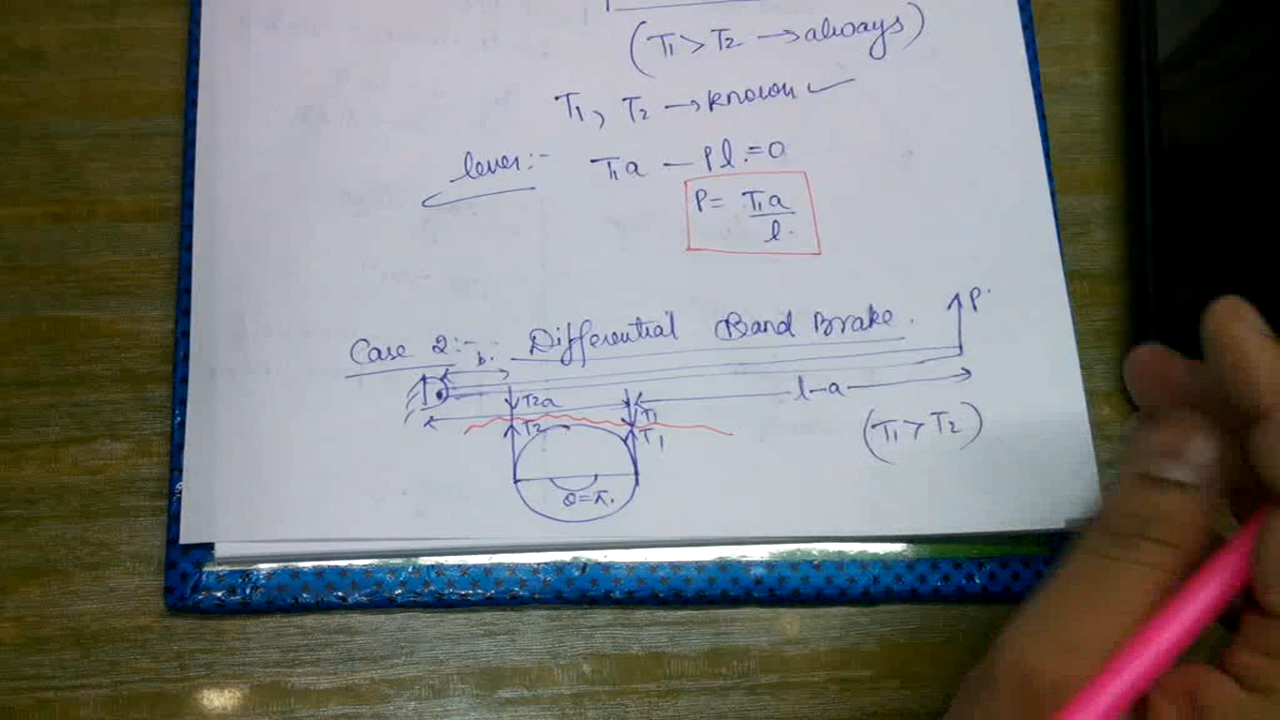 (T1 > T2 → always)
T1, T2 → known ✓
lever:- T1a - Pl = 0
P = T1a / l.
Case 2:- Differential Band Brake.
P.
b.
l-a
T2 a T1
T2 T1
(T1 > T2)
θ = π.